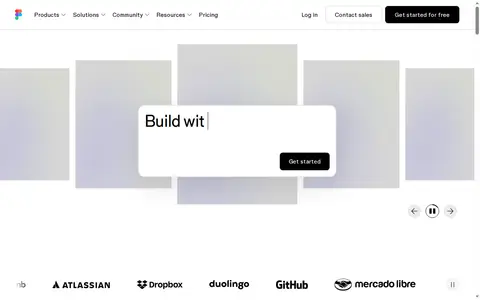 Products Solutions Community Resources Pricing Log in Contact sales Get started for free
Build wit
Get started
nb ATLASSIAN Dropbox duolingo GitHub mercado libre